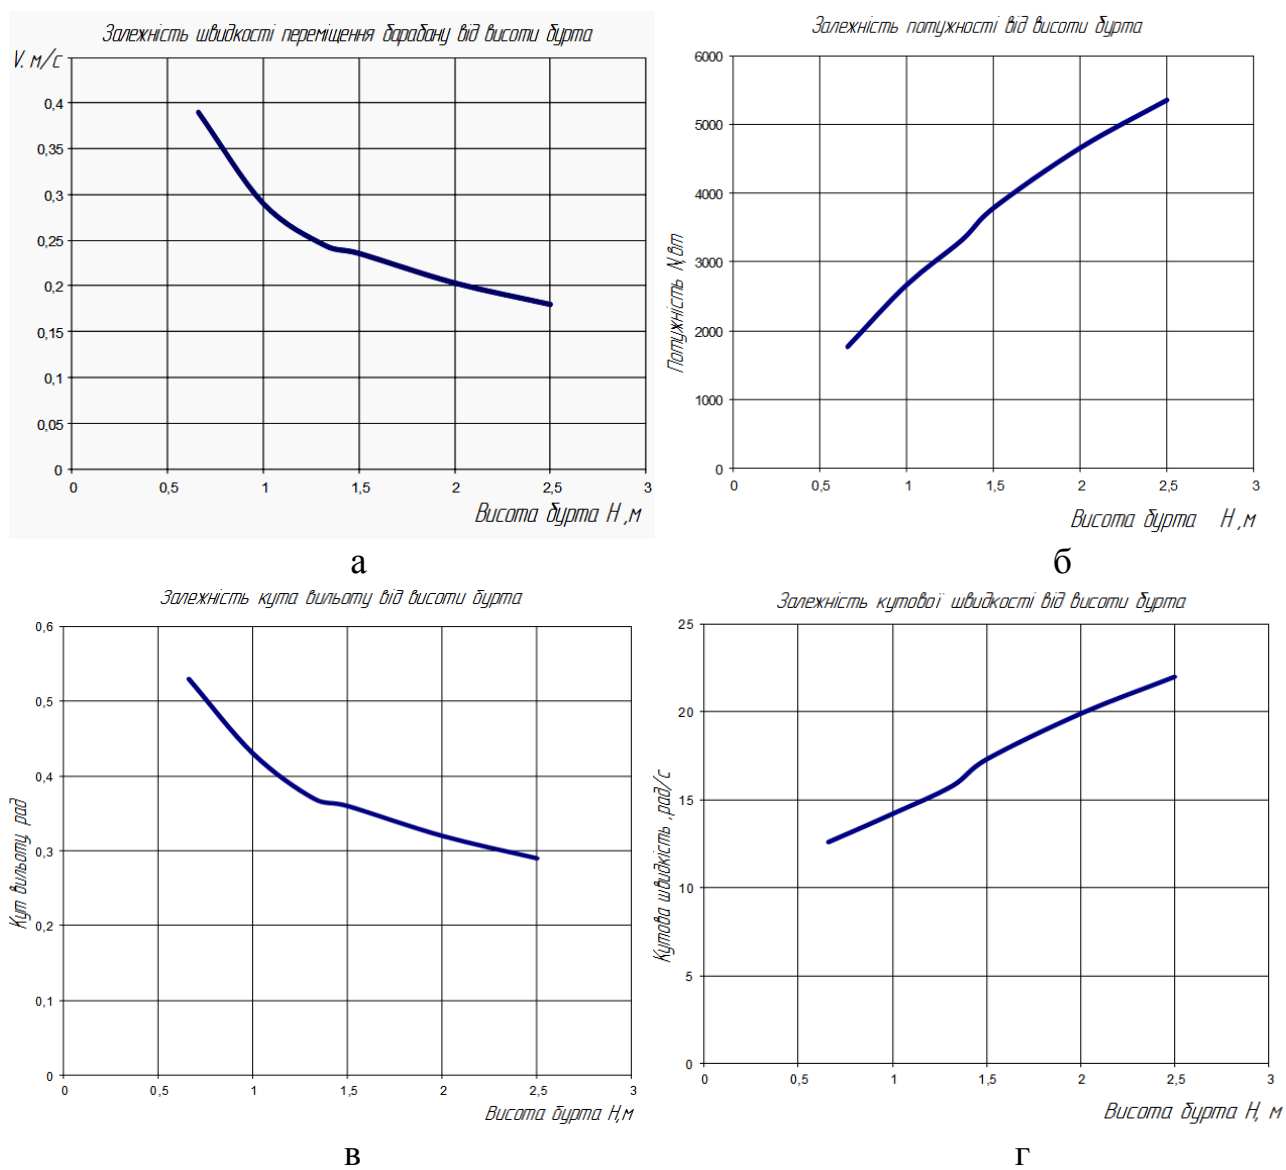 Залежність швидкості переміщення барабану від висоти бурта
V. м/с
0,4
0,35
0,3
0,25
0,2
0,15
0,1
0,05
0
0 0,5 1 1,5 2 2,5 3
Висота бурта Н ,м
а
Залежність потужності від висоти бурта
Потужність N,вт
6000
5000
4000
3000
2000
1000
0
0 0,5 1 1,5 2 2,5 3
Висота бурта Н ,м
б
Залежність кута вильоту від висоти бурта
Кут вильоту, рад
0,6
0,5
0,4
0,3
0,2
0,1
0
0 0,5 1 1,5 2 2,5 3
Висота бурта Н,м
в
Залежність кутової швидкості від висоти бурта
Кутова швидкість ,рад/с
25
20
15
10
5
0
0 0,5 1 1,5 2 2,5 3
Висота бурта Н, м
г